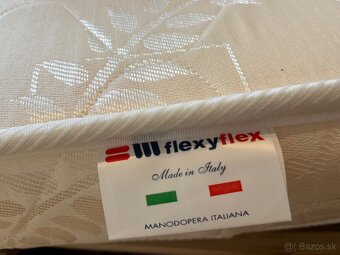 flexyflex
Made in Italy
MANODOPERA ITALIANA
Bazos.sk